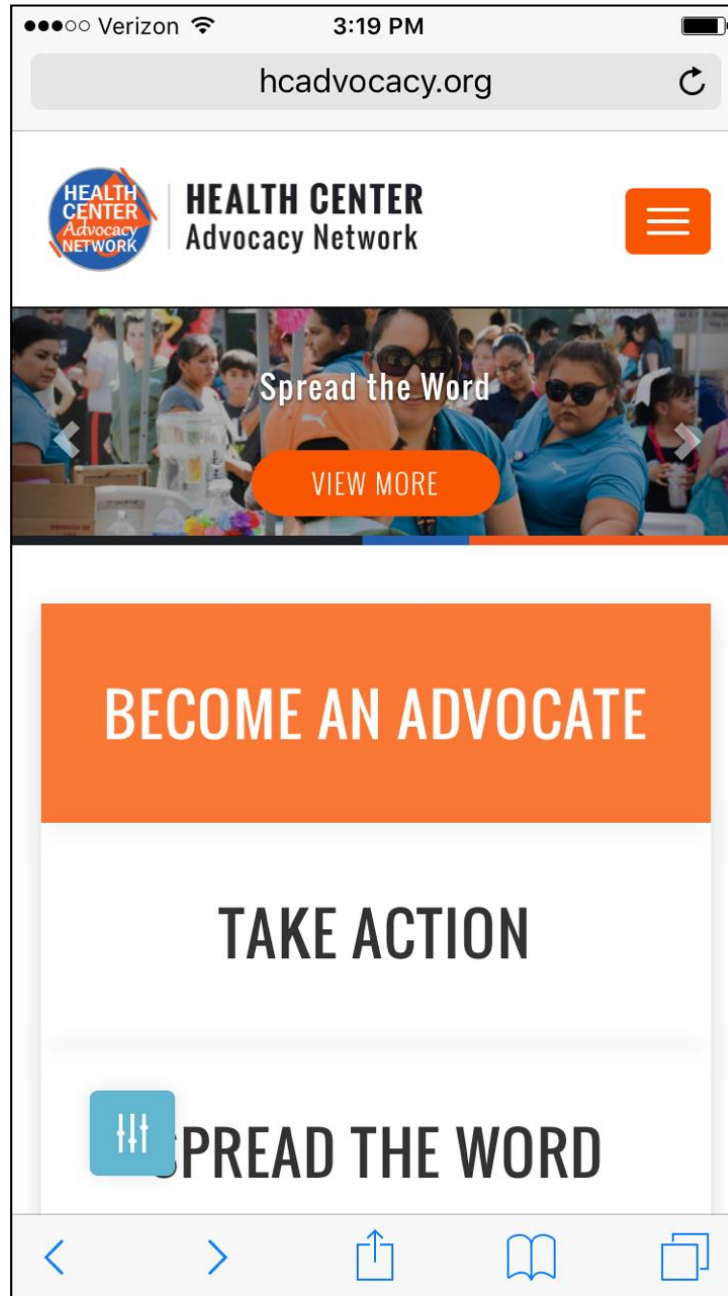 Verizon
3:19 PM
hcadvocacy.org
HEALTH
CENTER
Advocacy
NETWORK
HEALTH CENTER
Advocacy Network
Spread the Word
VIEW MORE
BECOME AN ADVOCATE
TAKE ACTION
SPREAD THE WORD